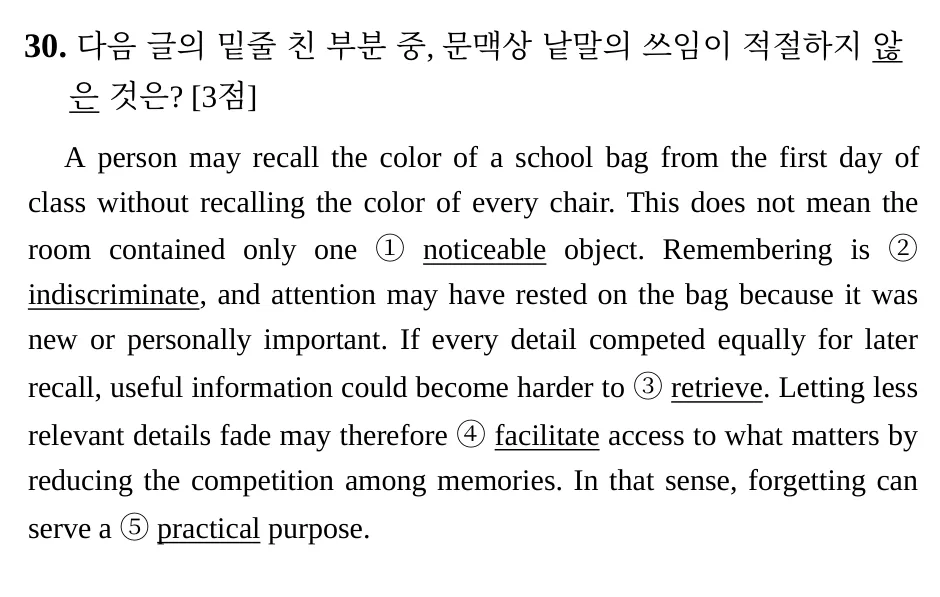 30. 다음 글의 밑줄 친 부분 중, 문맥상 낱말의 쓰임이 적절하지 않
은 것은? [3점]
A person may recall the color of a school bag from the first day of
class without recalling the color of every chair. This does not mean the
room contained only one ① noticeable object. Remembering is ②
indiscriminate, and attention may have rested on the bag because it was
new or personally important. If every detail competed equally for later
recall, useful information could become harder to ③ retrieve. Letting less
relevant details fade may therefore ④ facilitate access to what matters by
reducing the competition among memories. In that sense, forgetting can
serve a ⑤ practical purpose.